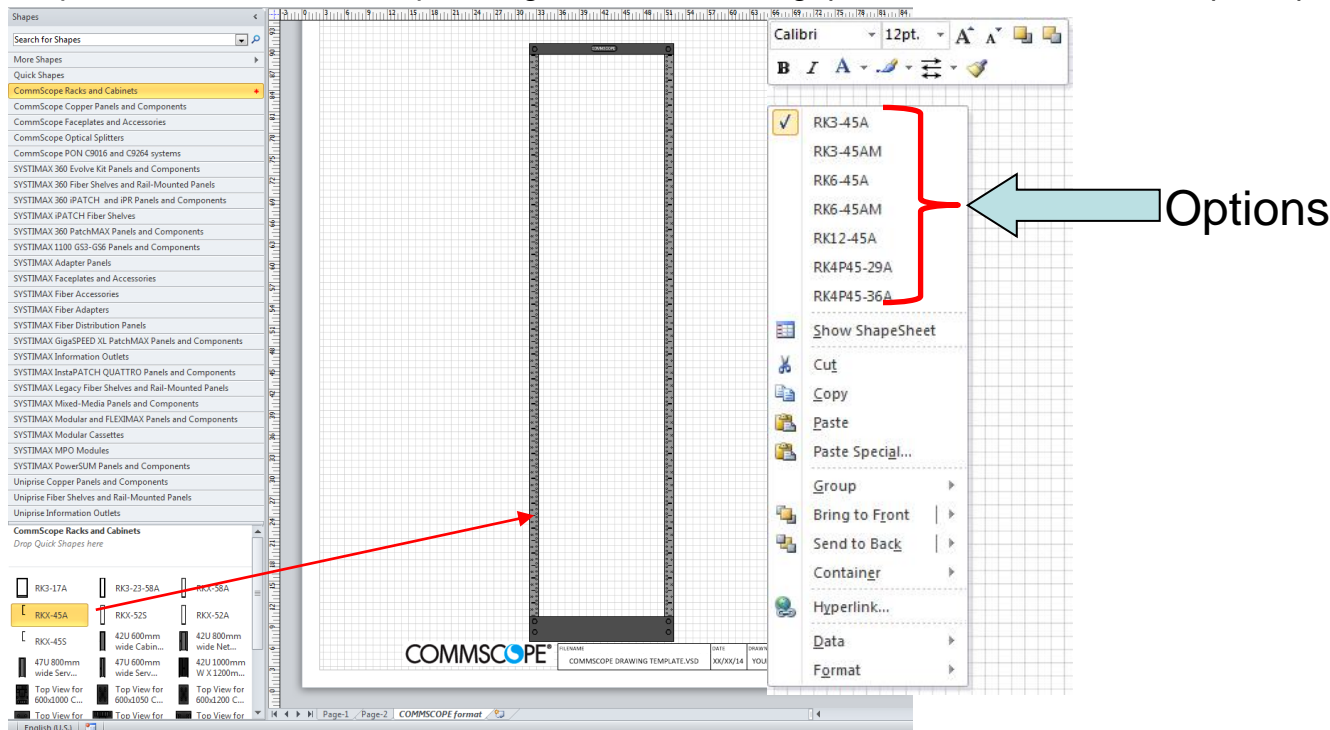 Shapes
Search for Shapes
More Shapes
Quick Shapes
CommScope Racks and Cabinets
CommScope Copper Panels and Components
CommScope Faceplates and Accessories
CommScope Optical Splitters
CommScope PON C9016 and C9264 systems
SYSTIMAX 360 Evolve Kit Panels and Components
SYSTIMAX 360 Fiber Shelves and Rail-Mounted Panels
SYSTIMAX 360 iPATCH and iPR Panels and Components
SYSTIMAX iPATCH Fiber Shelves
SYSTIMAX 360 PatchMAX Panels and Components
SYSTIMAX 1100 GS3-GS6 Panels and Components
SYSTIMAX Adapter Panels
SYSTIMAX Faceplates and Accessories
SYSTIMAX Fiber Accessories
SYSTIMAX Fiber Adapters
SYSTIMAX Fiber Distribution Panels
SYSTIMAX GigaSPEED XL PatchMAX Panels and Components
SYSTIMAX Information Outlets
SYSTIMAX InstaPATCH QUATTRO Panels and Components
SYSTIMAX Legacy Fiber Shelves and Rail-Mounted Panels
SYSTIMAX Mixed-Media Panels and Components
SYSTIMAX Modular and FLEXIMAX Panels and Components
SYSTIMAX Modular Cassettes
SYSTIMAX MPO Modules
SYSTIMAX PowerSUM Panels and Components
Uniprise Copper Panels and Components
Uniprise Fiber Shelves and Rail-Mounted Panels
Uniprise Information Outlets
CommScope Racks and Cabinets
Drop Quick Shapes here
RK3-17A RK3-23-58A RKX-58A
RKX-45A RKX-52S RKX-52A
RKX-45S 42U 600mm wide Cabin... 42U 800mm wide Net...
47U 800mm wide Serv... 47U 600mm wide Serv... 42U 1000mm W X 1200m...
Top View for 600x1000 C... Top View for 600x1050 C... Top View for 600x1200 C...
Top View for Top View for Top View for
English (U.S.)
COMMSCOPE
COMMSCOPE®
FILENAME
COMMSCOPE DRAWING TEMPLATE.VSD
DATE
XX/XX/14
DRAWN
YOU
Page-1 Page-2 COMMSCOPE format
Calibri 12pt. A A
B I A
RK3-45A
RK3-45AM
RK6-45A
RK6-45AM
RK12-45A
RK4P45-29A
RK4P45-36A
Show ShapeSheet
Cut
Copy
Paste
Paste Special...
Group
Bring to Front
Send to Back
Container
Hyperlink...
Data
Format
Options